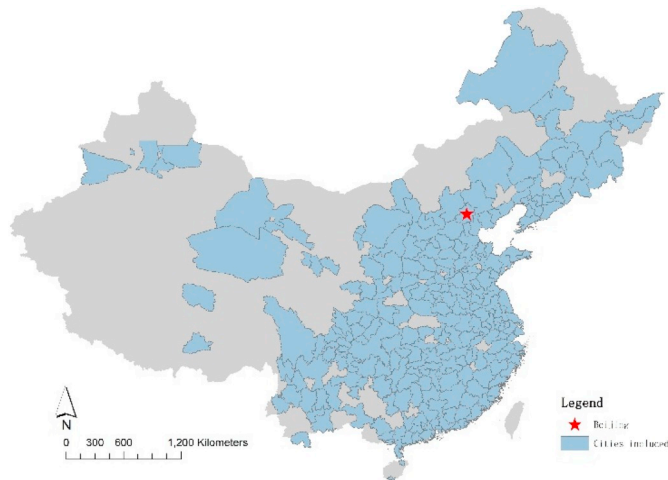 N
0 300 600 1,200 Kilometers
Legend
Beijing
Cities included